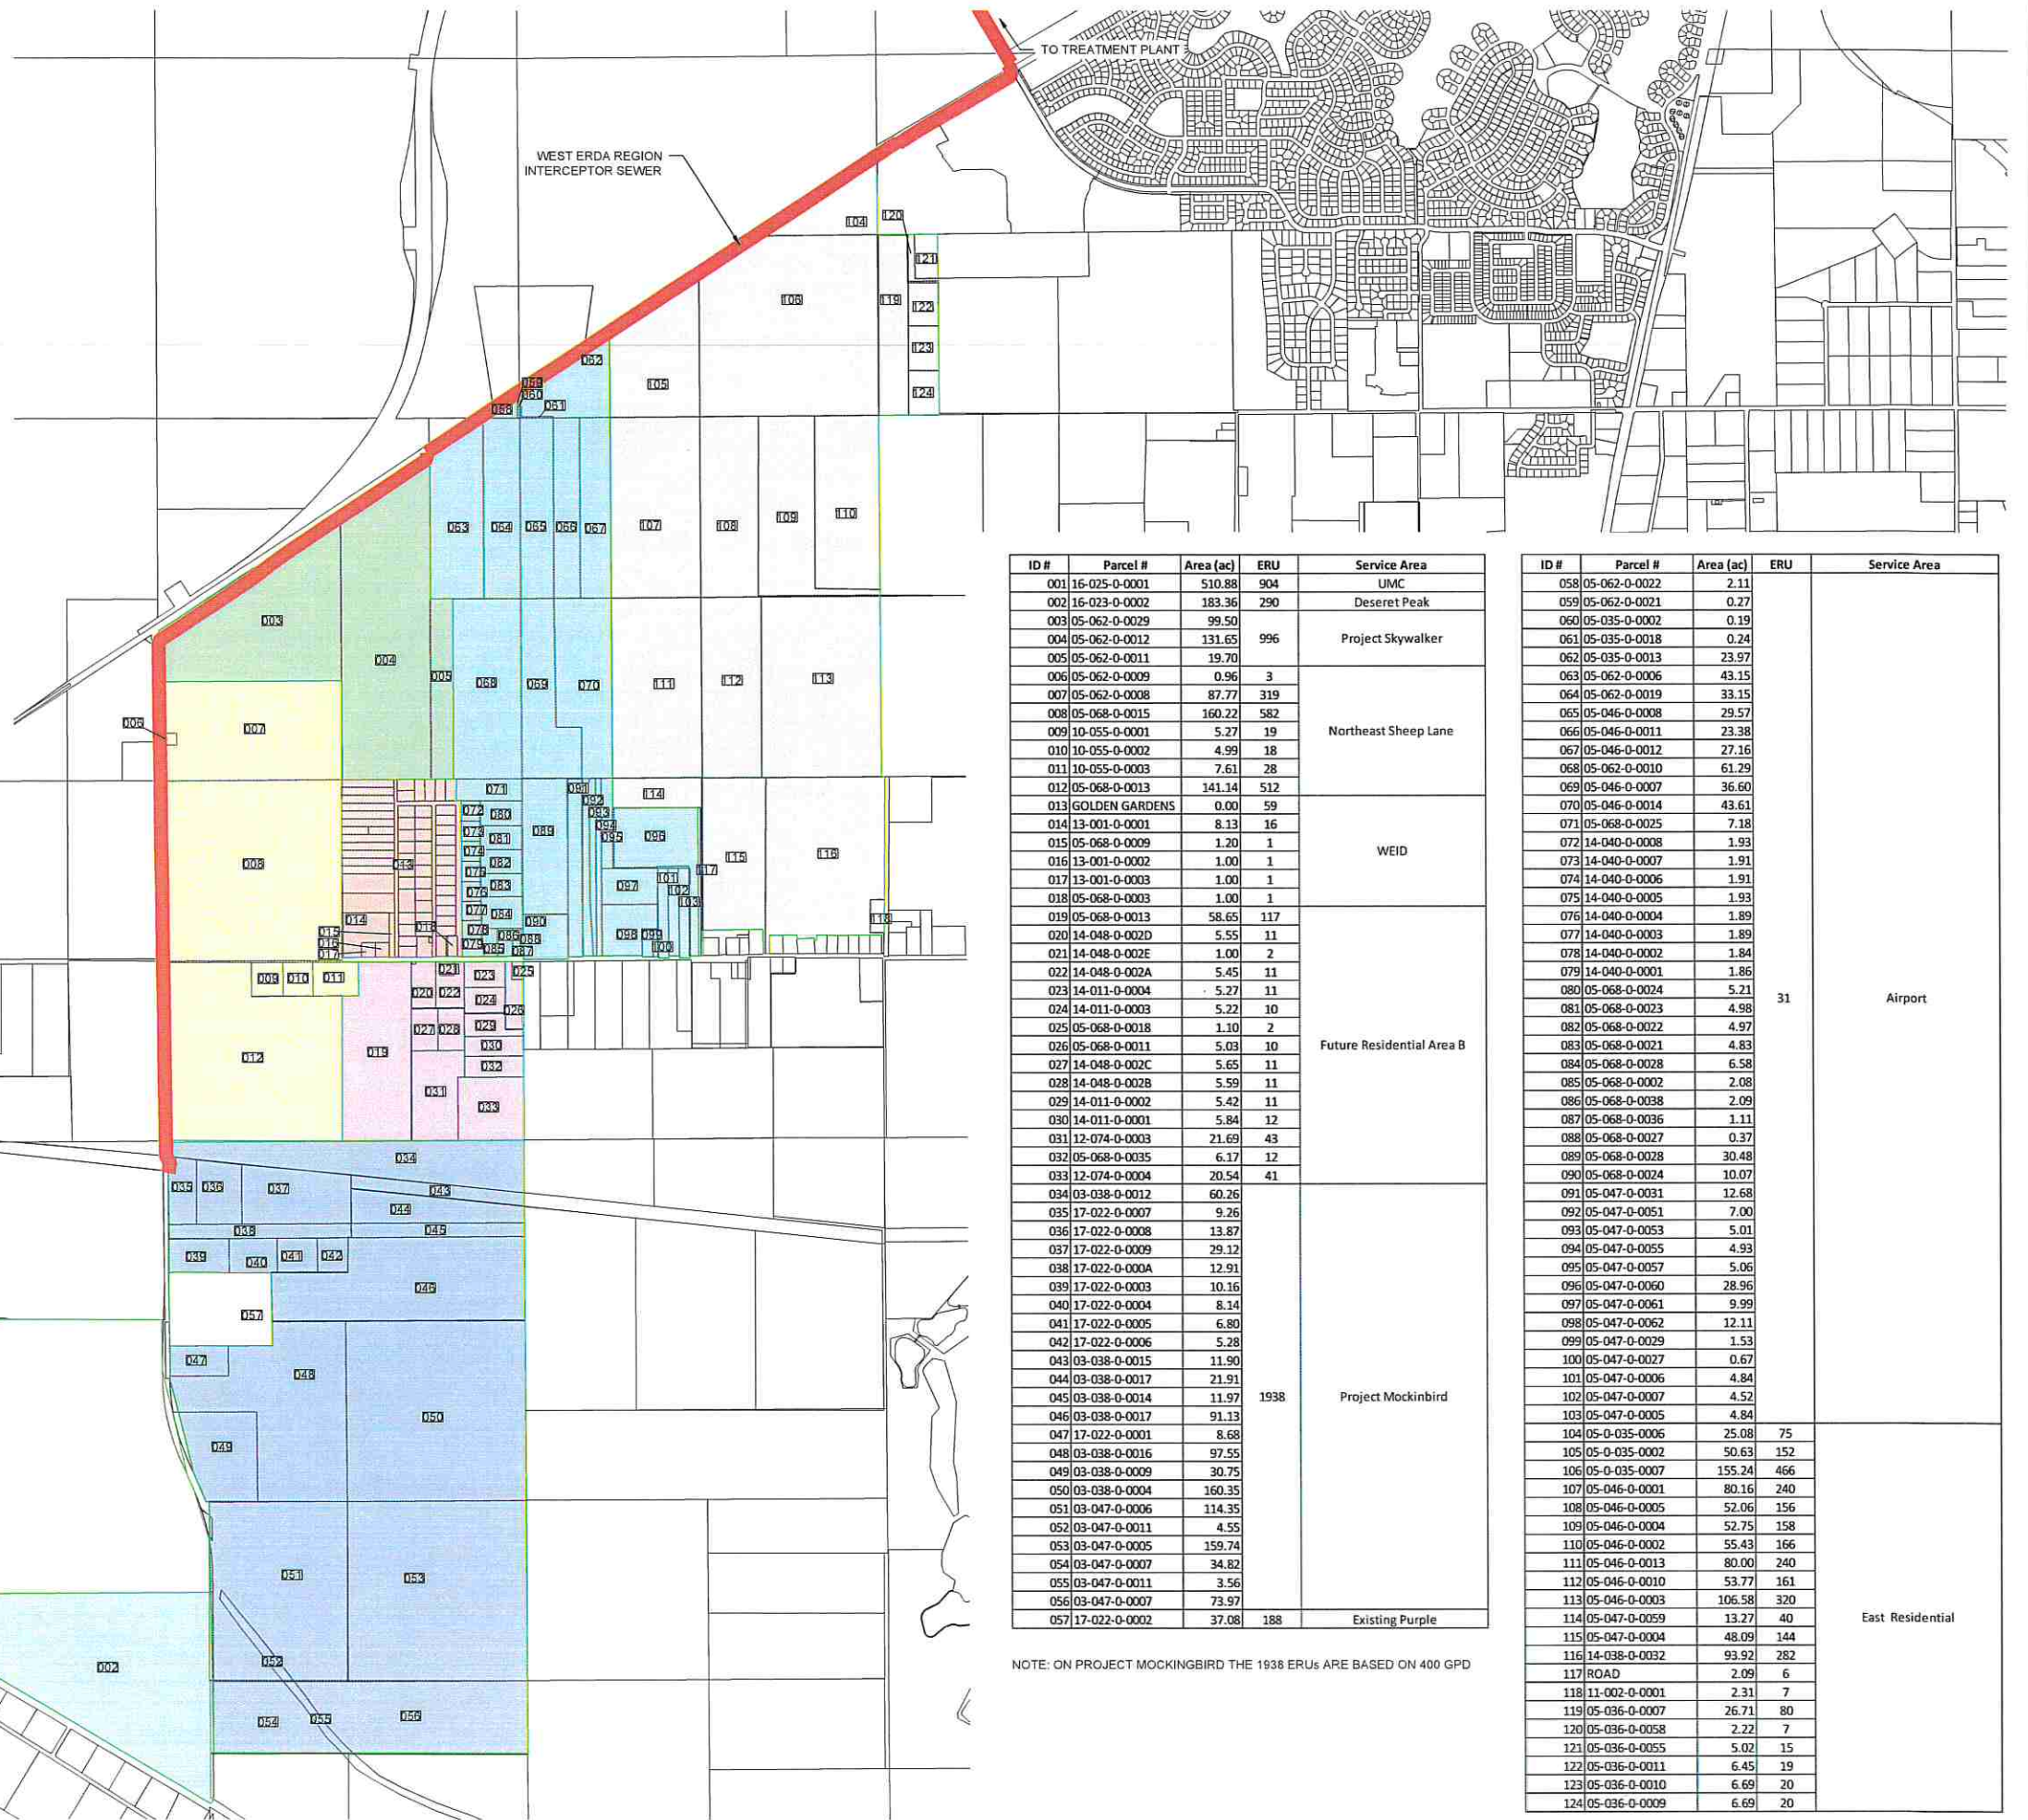 TO TREATMENT PLANT
WEST ERDA REGION
INTERCEPTOR SEWER
104
120
121
106
119
122
123
124
062
105
059
060
061
058
063
064
065
066
067
107
108
109
110
003
004
005
068
069
070
111
112
113
006
007
071
091
092
114
072
080
093
073
081
089
094
095
096
008
013
074
082
115
116
075
083
117
097
101
076
102
077
084
103
014
018
078
090
118
015
016
086
088
098
099
017
079
085
087
100
009
010
011
021
023
025
020
022
024
026
027
028
029
012
019
030
032
031
033
034
035
036
037
043
044
038
045
039
040
041
042
046
057
047
048
050
049
051
053
002
052
054
055
056
ID # Parcel # Area (ac) ERU Service Area
001 16-025-0-0001 510.88 904 UMC
002 16-023-0-0002 183.36 290 Deseret Peak
003 05-062-0-0029 99.50
004 05-062-0-0012 131.65 996 Project Skywalker
005 05-062-0-0011 19.70
006 05-062-0-0009 0.96 3
007 05-062-0-0008 87.77 319
008 05-068-0-0015 160.22 582
009 10-055-0-0001 5.27 19 Northeast Sheep Lane
010 10-055-0-0002 4.99 18
011 10-055-0-0003 7.61 28
012 05-068-0-0013 141.14 512
013 GOLDEN GARDENS 0.00 59
014 13-001-0-0001 8.13 16
015 05-068-0-0009 1.20 1
016 13-001-0-0002 1.00 1 WEID
017 13-001-0-0003 1.00 1
018 05-068-0-0003 1.00 1
019 05-068-0-0013 58.65 117
020 14-048-0-002D 5.55 11
021 14-048-0-002E 1.00 2
022 14-048-0-002A 5.45 11
023 14-011-0-0004 5.27 11
024 14-011-0-0003 5.22 10
025 05-068-0-0018 1.10 2
026 05-068-0-0011 5.03 10 Future Residential Area B
027 14-048-0-002C 5.65 11
028 14-048-0-002B 5.59 11
029 14-011-0-0002 5.42 11
030 14-011-0-0001 5.84 12
031 12-074-0-0003 21.69 43
032 05-068-0-0035 6.17 12
033 12-074-0-0004 20.54 41
034 03-038-0-0012 60.26
035 17-022-0-0007 9.26
036 17-022-0-0008 13.87
037 17-022-0-0009 29.12
038 17-022-0-000A 12.91
039 17-022-0-0003 10.16
040 17-022-0-0004 8.14
041 17-022-0-0005 6.80
042 17-022-0-0006 5.28
043 03-038-0-0015 11.90
044 03-038-0-0017 21.91
045 03-038-0-0014 11.97 1938 Project Mockinbird
046 03-038-0-0017 91.13
047 17-022-0-0001 8.68
048 03-038-0-0016 97.55
049 03-038-0-0009 30.75
050 03-038-0-0004 160.35
051 03-047-0-0006 114.35
052 03-047-0-0011 4.55
053 03-047-0-0005 159.74
054 03-047-0-0007 34.82
055 03-047-0-0011 3.56
056 03-047-0-0007 73.97
057 17-022-0-0002 37.08 188 Existing Purple
NOTE: ON PROJECT MOCKINGBIRD THE 1938 ERUs ARE BASED ON 400 GPD
ID # Parcel # Area (ac) ERU Service Area
058 05-062-0-0022 2.11
059 05-062-0-0021 0.27
060 05-035-0-0002 0.19
061 05-035-0-0018 0.24
062 05-035-0-0013 23.97
063 05-062-0-0006 43.15
064 05-062-0-0019 33.15
065 05-046-0-0008 29.57
066 05-046-0-0011 23.38
067 05-046-0-0012 27.16
068 05-062-0-0010 61.29
069 05-046-0-0007 36.60
070 05-046-0-0014 43.61
071 05-068-0-0025 7.18
072 14-040-0-0008 1.93
073 14-040-0-0007 1.91
074 14-040-0-0006 1.91
075 14-040-0-0005 1.93
076 14-040-0-0004 1.89
077 14-040-0-0003 1.89
078 14-040-0-0002 1.84
079 14-040-0-0001 1.86
080 05-068-0-0024 5.21
081 05-068-0-0023 4.98 31 Airport
082 05-068-0-0022 4.97
083 05-068-0-0021 4.83
084 05-068-0-0028 6.58
085 05-068-0-0002 2.08
086 05-068-0-0038 2.09
087 05-068-0-0036 1.11
088 05-068-0-0027 0.37
089 05-068-0-0028 30.48
090 05-068-0-0024 10.07
091 05-047-0-0031 12.68
092 05-047-0-0051 7.00
093 05-047-0-0053 5.01
094 05-047-0-0055 4.93
095 05-047-0-0057 5.06
096 05-047-0-0060 28.96
097 05-047-0-0061 9.99
098 05-047-0-0062 12.11
099 05-047-0-0029 1.53
100 05-047-0-0027 0.67
101 05-047-0-0006 4.84
102 05-047-0-0007 4.52
103 05-047-0-0005 4.84
104 05-0-035-0006 25.08 75
105 05-0-035-0002 50.63 152
106 05-0-035-0007 155.24 466
107 05-046-0-0001 80.16 240
108 05-046-0-0005 52.06 156
109 05-046-0-0004 52.75 158
110 05-046-0-0002 55.43 166
111 05-046-0-0013 80.00 240
112 05-046-0-0010 53.77 161
113 05-046-0-0003 106.58 320
114 05-047-0-0059 13.27 40 East Residential
115 05-047-0-0004 48.09 144
116 14-038-0-0032 93.92 282
117 ROAD 2.09 6
118 11-002-0-0001 2.31 7
119 05-036-0-0007 26.71 80
120 05-036-0-0058 2.22 7
121 05-036-0-0055 5.02 15
122 05-036-0-0011 6.45 19
123 05-036-0-0010 6.69 20
124 05-036-0-0009 6.69 20